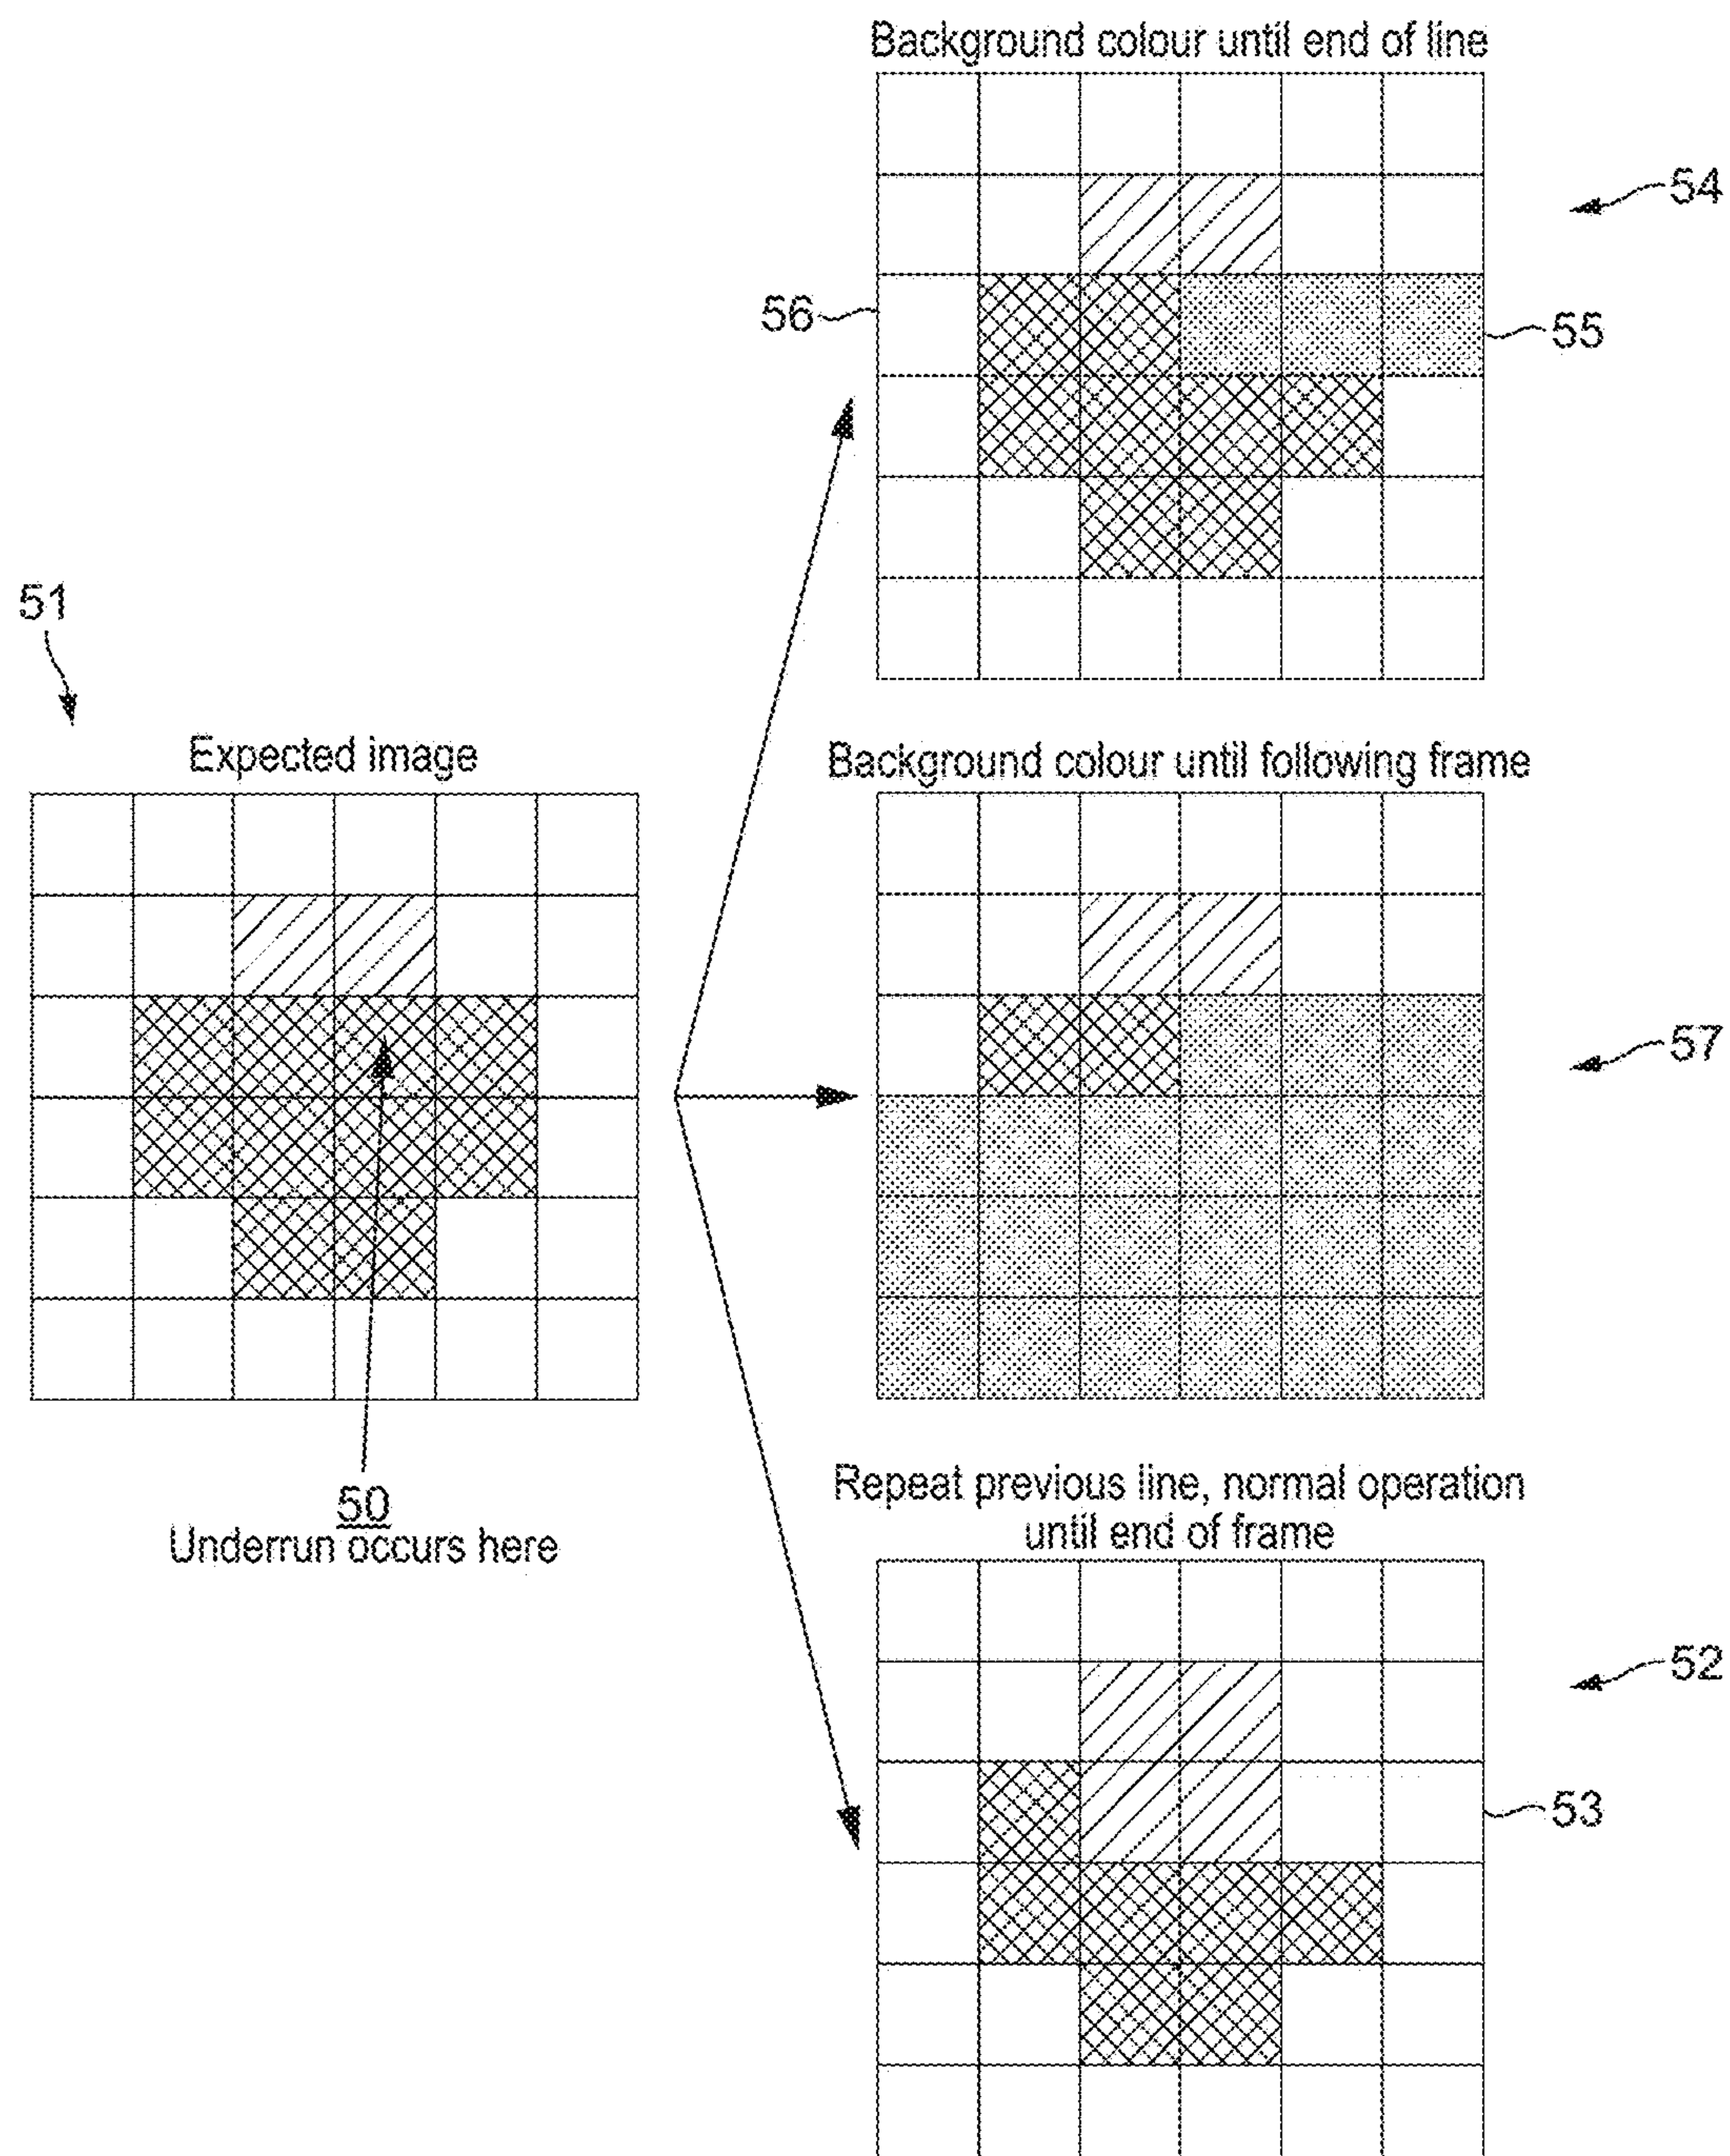 Background colour until end of line
54
56
55
51
Expected image
Background colour until following frame
57
50
Underrun occurs here
Repeat previous line, normal operation
until end of frame
52
53